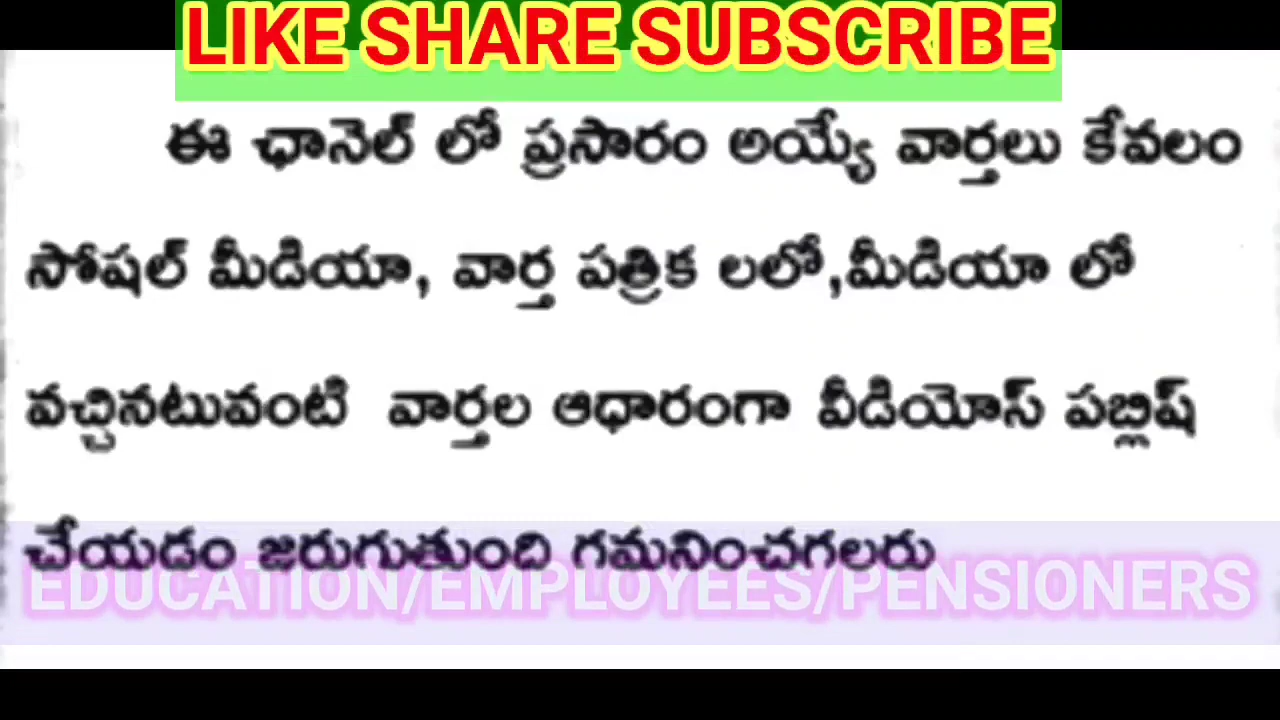 LIKE SHARE SUBSCRIBE
ఈ ఛానెల్ లో ప్రసారం అయ్యే వార్తలు కేవలం
సోషల్ మీడియా, వార్త పత్రిక లలో,మీడియా లో
వచ్చినటువంటి వార్తల ఆధారంగా వీడియోస్ పబ్లిష్
చేయడం జరుగుతుంది గమనించగలరు
EDUCATION/EMPLOYEES/PENSIONERS